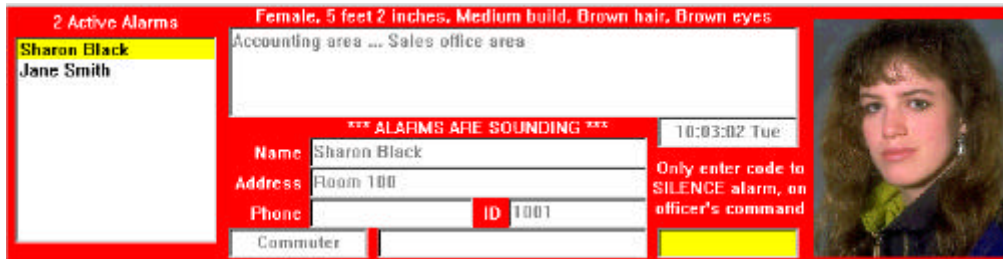 2 Active Alarms
Sharon Black
Jane Smith
Female, 5 feet 2 inches, Medium build, Brown hair, Brown eyes
Accounting area ... Sales office area
*** ALARMS ARE SOUNDING ***
10:03:02 Tue
Name Sharon Black
Address Room 100
Phone ID 1001
Commuter
Only enter code to
SILENCE alarm, on
officer's command